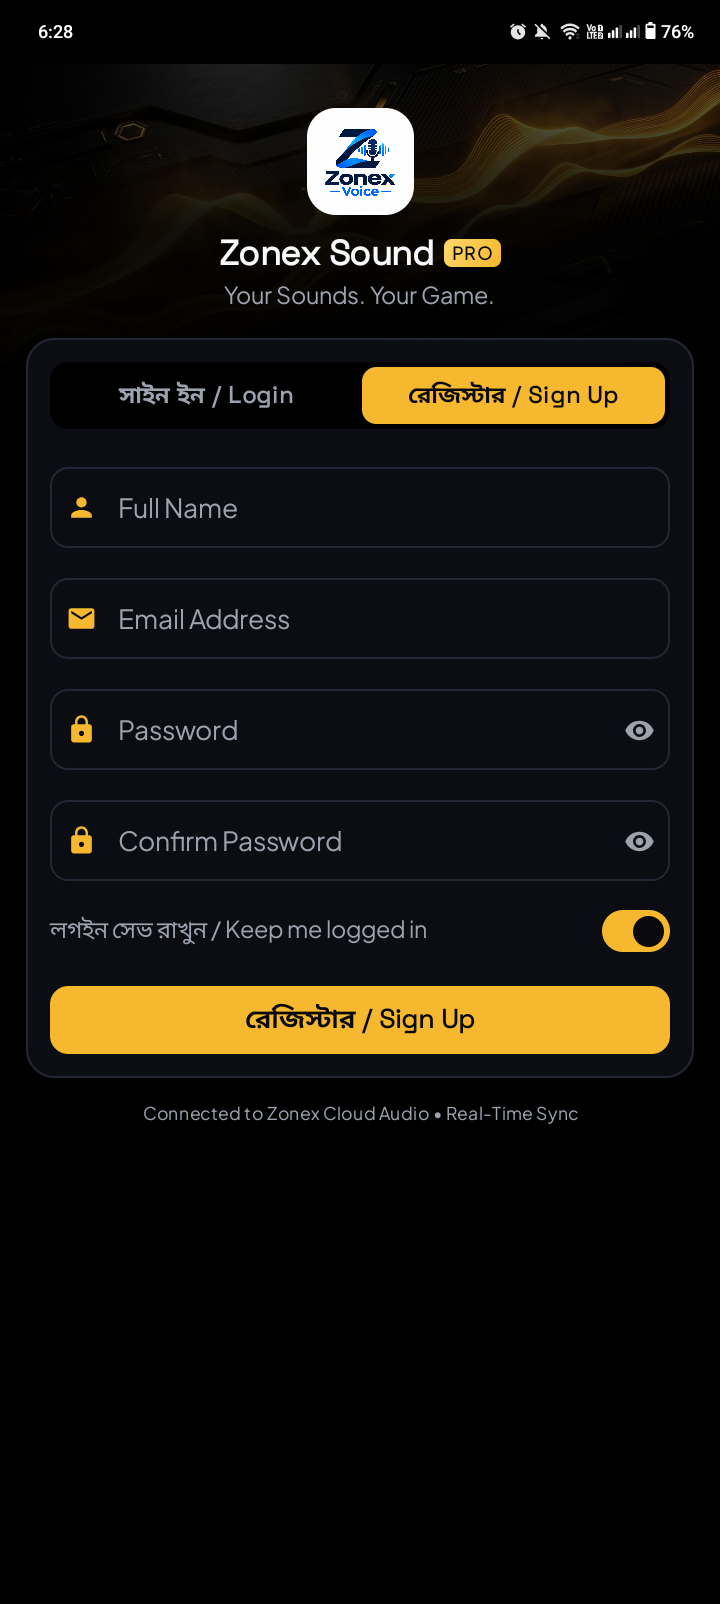 6:28
Vo LTE 76%
Zonex
Voice
Zonex Sound PRO
Your Sounds. Your Game.
সাইন ইন / Login
রেজিস্টার / Sign Up
Full Name
Email Address
Password
Confirm Password
লগইন সেভ রাখুন / Keep me logged in
রেজিস্টার / Sign Up
Connected to Zonex Cloud Audio • Real-Time Sync